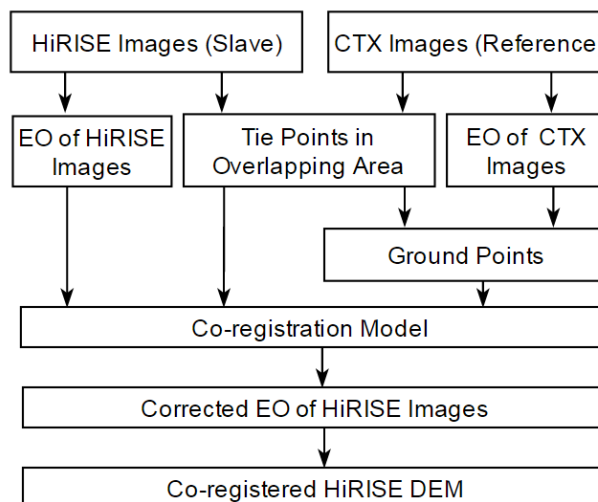 HiRISE Images (Slave)
CTX Images (Reference
EO of HiRISE
Images
Tie Points in
Overlapping Area
EO of CTX
Images
Ground Points
Co-registration Model
Corrected EO of HiRISE Images
Co-registered HiRISE DEM